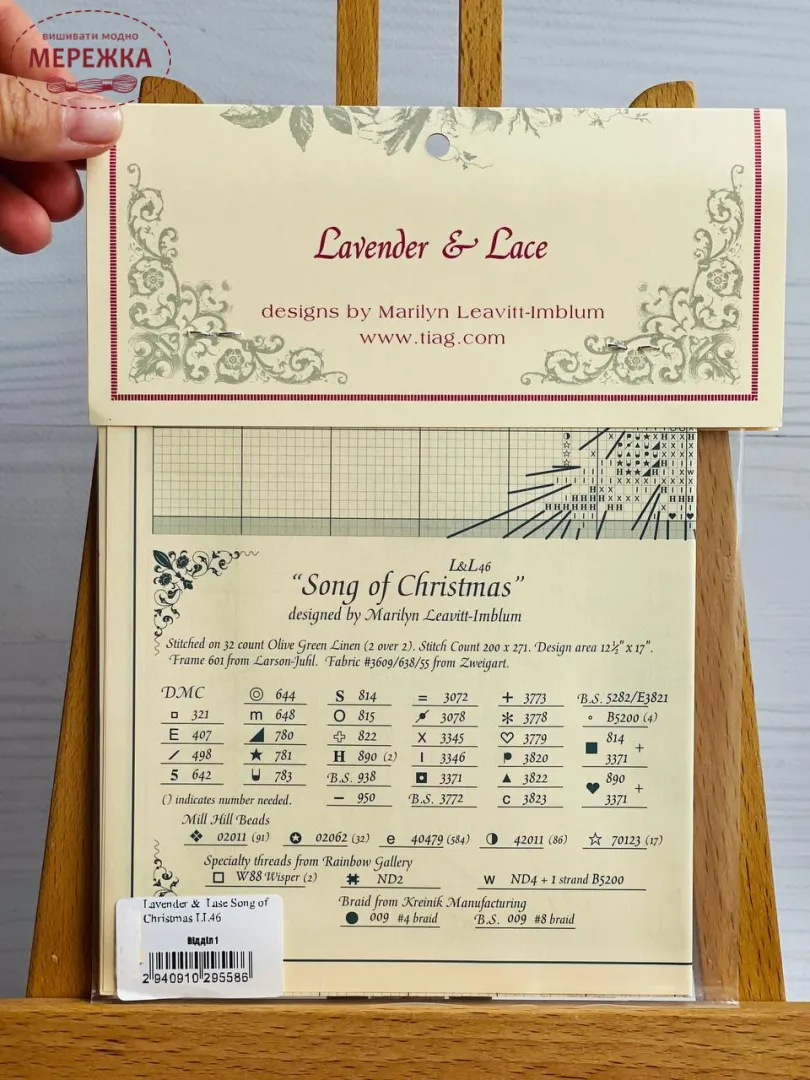 вишивати модно
МЕРЕЖКА
Lavender & Lace
designs by Marilyn Leavitt-Imblum
www.tiag.com
L&L46
“Song of Christmas”
designed by Marilyn Leavitt-Imblum
Stitched on 32 count Olive Green Linen (2 over 2). Stitch Count 200 x 271. Design area 12½" x 17".
Frame 601 from Larson-Juhl. Fabric #3609/638/55 from Zweigart.
DMC ◎ 644 S 814 = 3072 + 3773 B.S. 5282/E3821
321 m 648 O 815 3078 3778 B5200 (4)
E 407 780 822 X 3345 ♡ 3779 ■ 814 + 3371
/ 498 ★ 781 H 890 (2) I 3346 3820
5 642 783 B.S. 938 3371 ▲ 3822 ♥ 890 + 3371
() indicates number needed. — 950 B.S. 3772 C 3823
Mill Hill Beads
❖ 02011 (91) ✪ 02062 (32) e 40479 (584) ◑ 42011 (86) ☆ 70123 (17)
Specialty threads from Rainbow Gallery
□ W88 Wisper (2) ND2 W ND4 + 1 strand B5200
Braid from Kreinik Manufacturing
● 009 #4 braid B.S. 009 #8 braid
Lavender & Lase Song of
Christmas LL46
Відділ 1
2 940910 295586